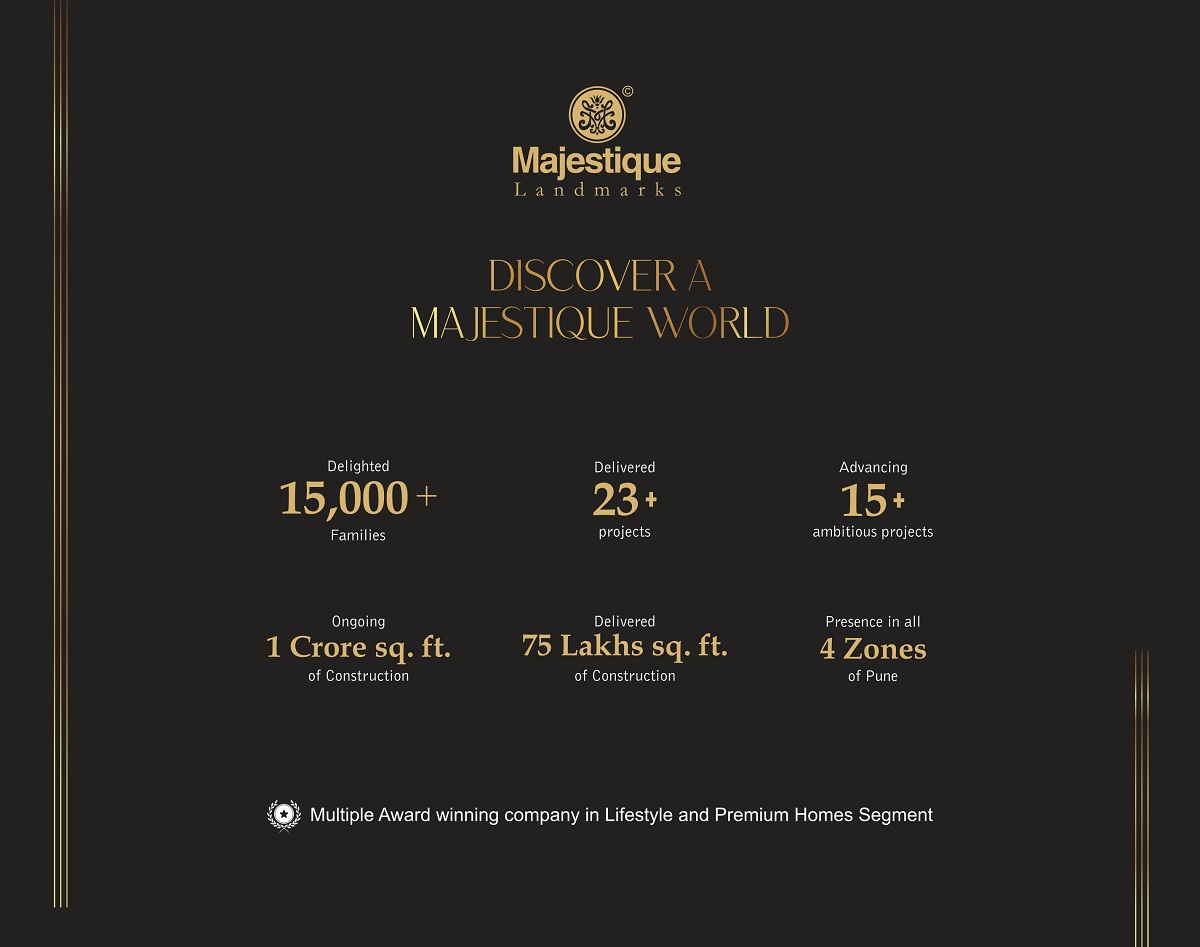 ©
Majestique
Landmarks
DISCOVER A
MAJESTIQUE WORLD
Delighted
15,000 +
Families
Delivered
23+
projects
Advancing
15+
ambitious projects
Ongoing
1 Crore sq. ft.
of Construction
Delivered
75 Lakhs sq. ft.
of Construction
Presence in all
4 Zones
of Pune
Multiple Award winning company in Lifestyle and Premium Homes Segment